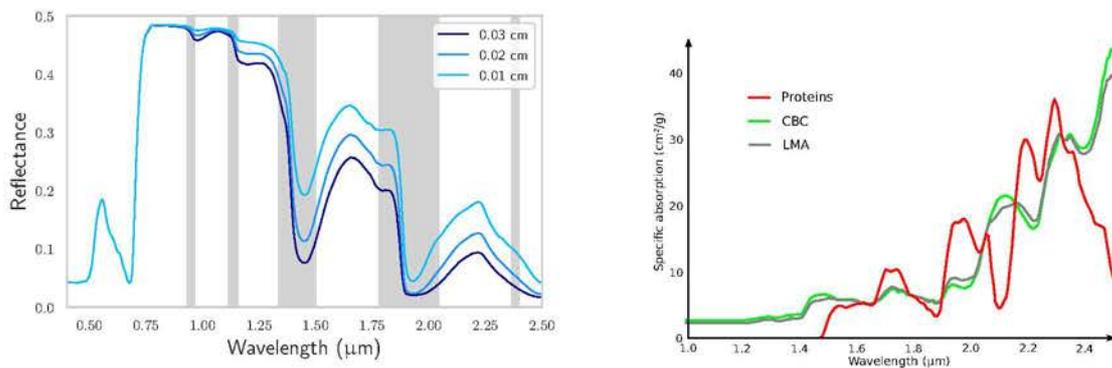 0.5
0.4
0.3
0.2
0.1
0.0
Reflectance
0.03 cm
0.02 cm
0.01 cm
0.50 0.75 1.00 1.25 1.50 1.75 2.00 2.25 2.50
Wavelength (μm)
40
30
20
10
0
Specific absorption (cm²/g)
Proteins
CBC
LMA
1.0 1.2 1.4 1.6 1.8 2.0 2.2 2.4
Wavelength (μm)